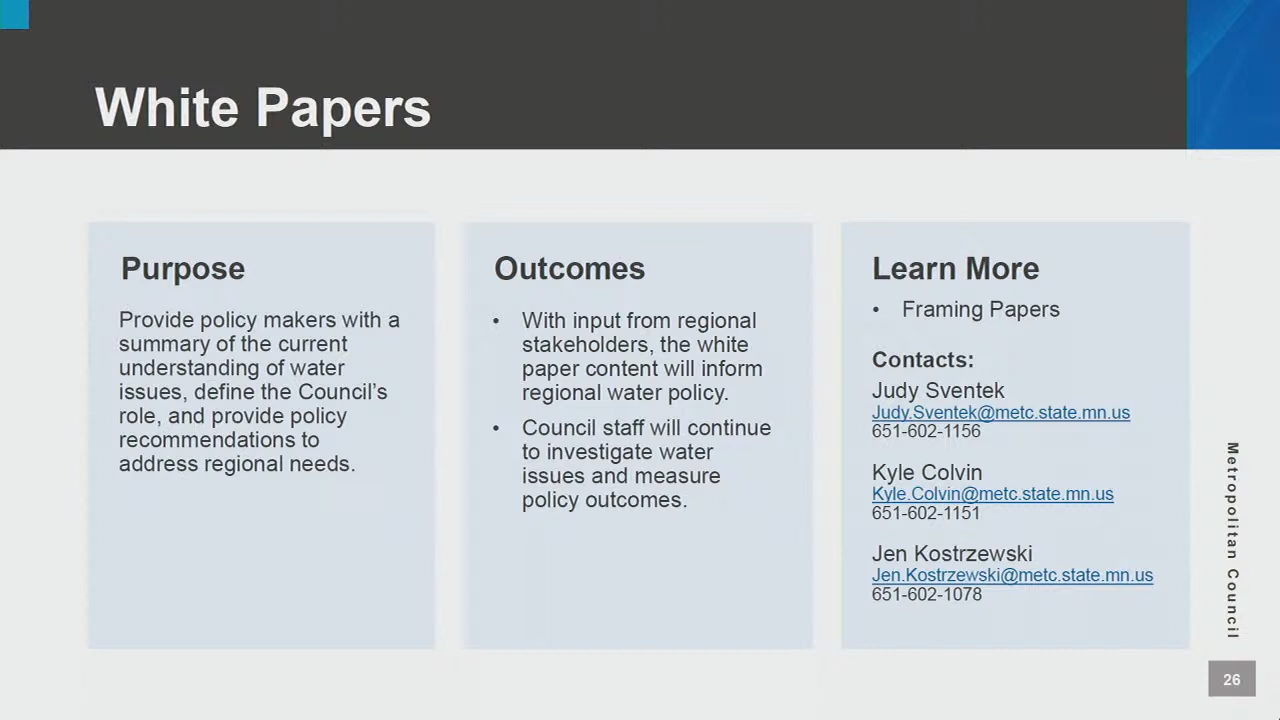 White Papers
Purpose
Provide policy makers with a
summary of the current
understanding of water
issues, define the Council's
role, and provide policy
recommendations to
address regional needs.
Outcomes
• With input from regional
stakeholders, the white
paper content will inform
regional water policy.
• Council staff will continue
to investigate water
issues and measure
policy outcomes.
Learn More
• Framing Papers
Contacts:
Judy Sventek
Judy.Sventek@metc.state.mn.us
651-602-1156
Kyle Colvin
Kyle.Colvin@metc.state.mn.us
651-602-1151
Jen Kostrzewski
Jen.Kostrzewski@metc.state.mn.us
651-602-1078
Metropolitan Council
26